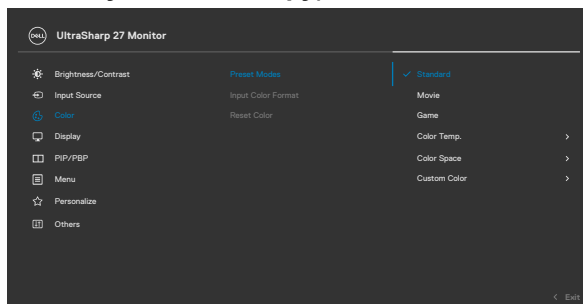 DELL UltraSharp 27 Monitor
Brightness/Contrast Preset Modes ✓ Standard
Input Source Input Color Format Movie
Color Reset Color Game
Display Color Temp. >
PIP/PBP Color Space >
Menu Custom Color >
Personalize
Others
< Exit